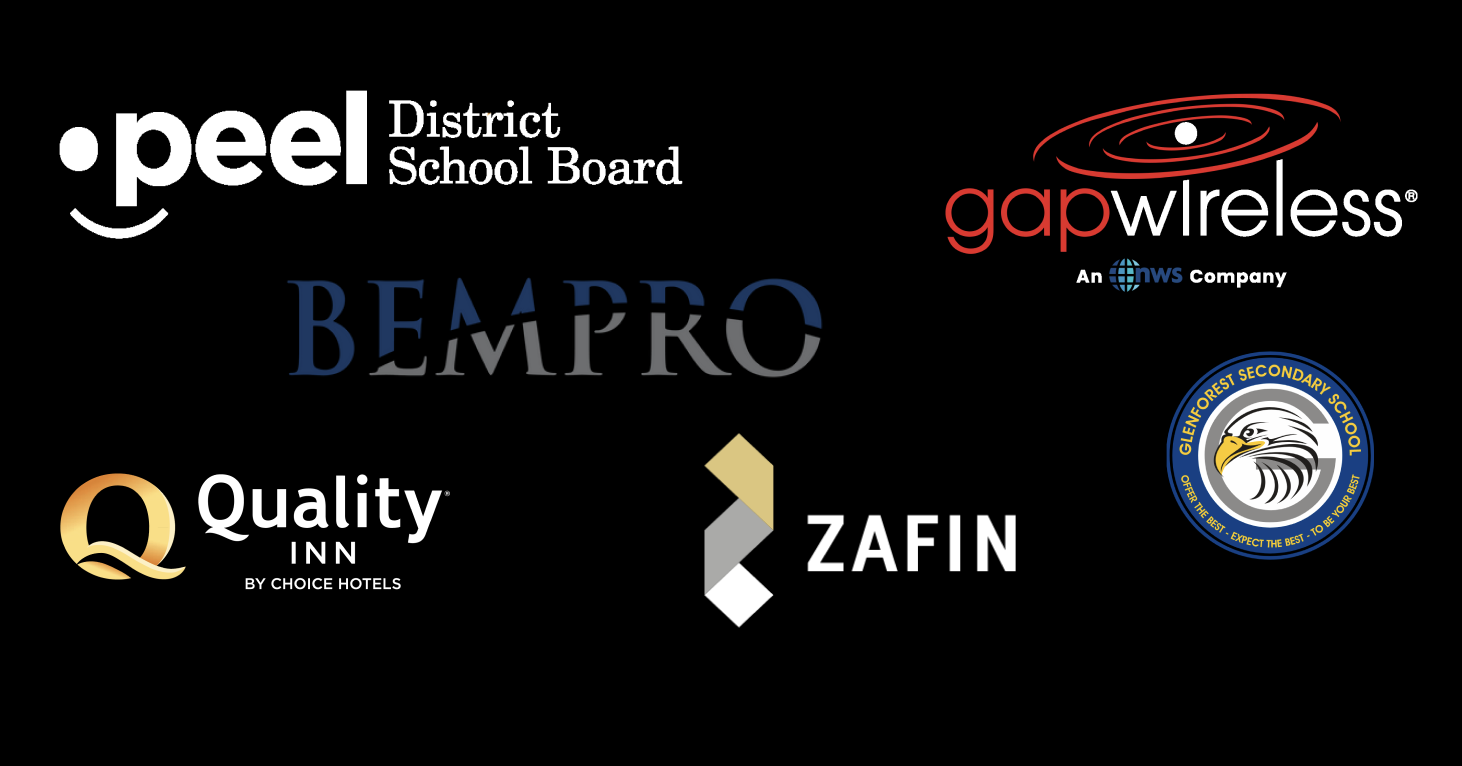 peel District
School Board
gapwireless®
An nws Company
BEMPRO
GLENFOREST SECONDARY SCHOOL
OFFER THE BEST - EXPECT THE BEST - TO BE YOUR BEST
Quality®
INN
BY CHOICE HOTELS
ZAFIN